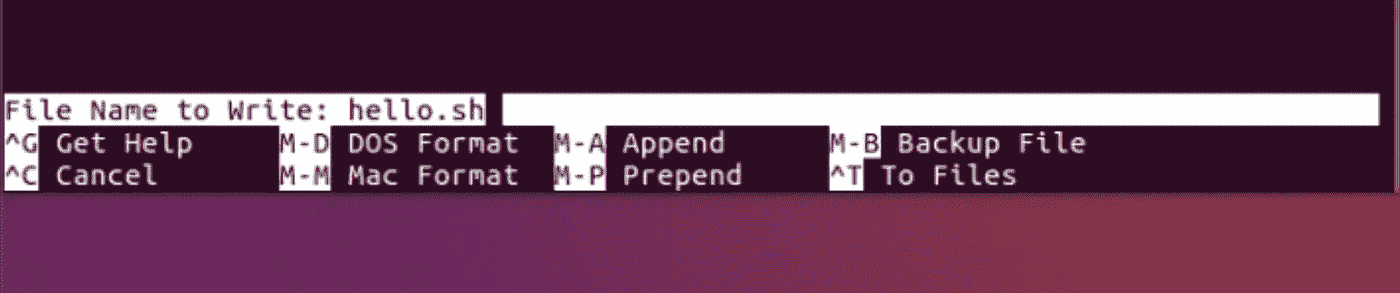 File Name to Write: hello.sh
^G Get Help M-D DOS Format M-A Append M-B Backup File
^C Cancel M-M Mac Format M-P Prepend ^T To Files